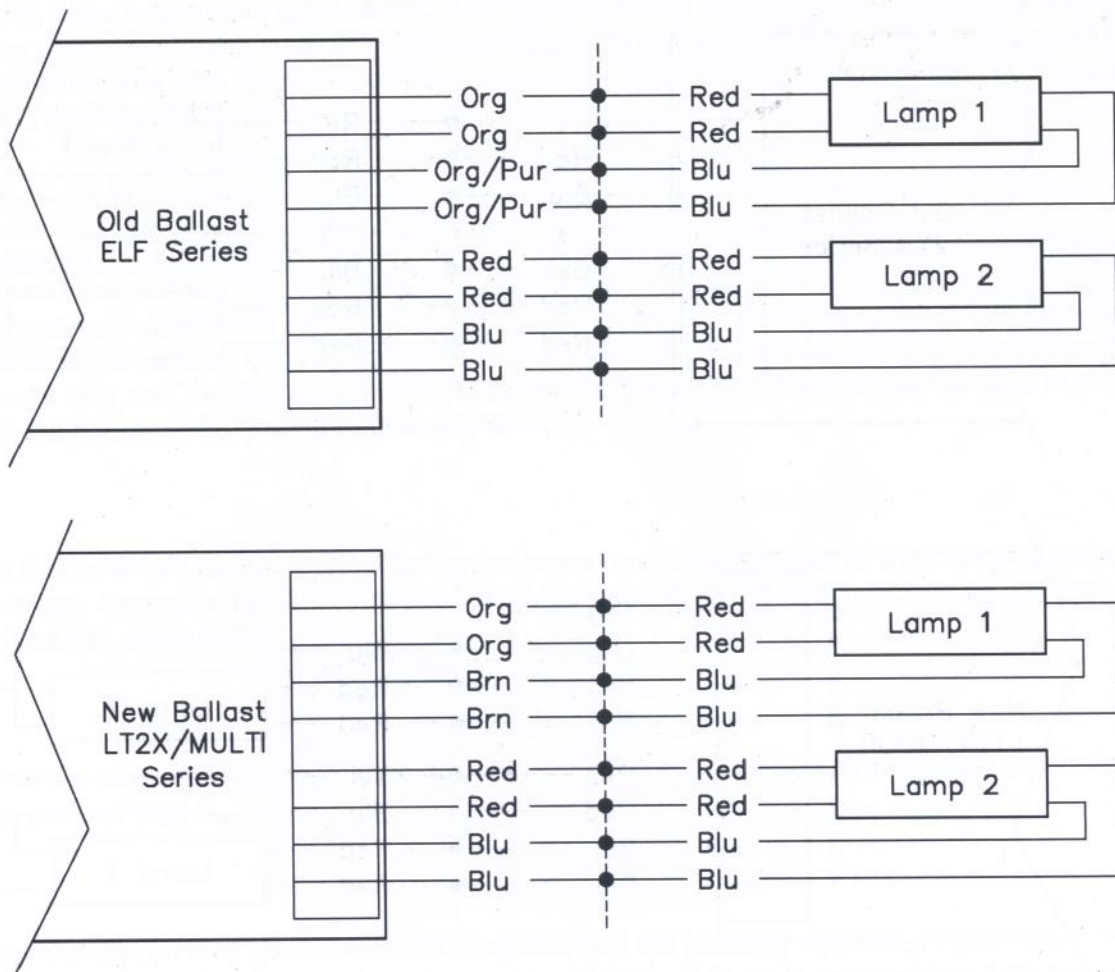 Org Red
Org Red
Org/Pur Blu
Org/Pur Blu
Red Red
Red Red
Blu Blu
Blu Blu
Old Ballast
ELF Series
Lamp 1
Lamp 2
Org Red
Org Red
Brn Blu
Brn Blu
Red Red
Red Red
Blu Blu
Blu Blu
New Ballast
LT2X/MULTI
Series
Lamp 1
Lamp 2